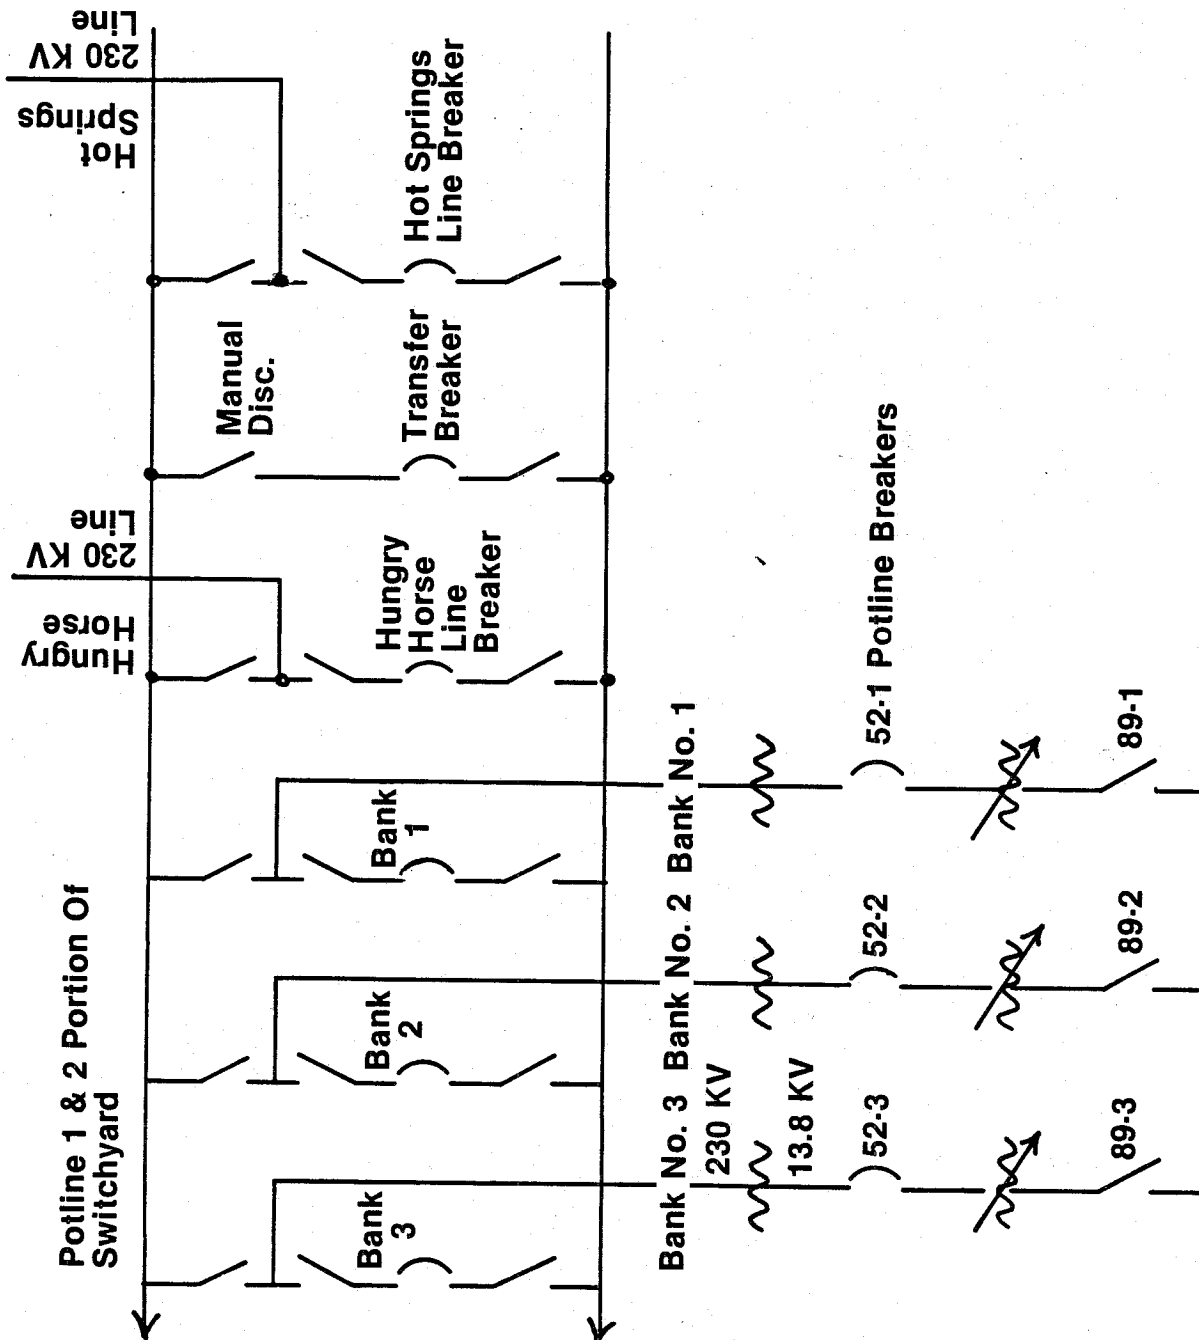 Hot
Springs
230 KV
Line
Hungry
Horse
230 KV
Line
Potline 1 & 2 Portion Of
Switchyard
Manual
Disc.
Hot Springs
Line Breaker
Transfer
Breaker
Hungry
Horse
Line
Breaker
Bank
1
Bank
2
Bank
3
Bank No. 3
Bank No. 2
Bank No. 1
230 KV
13.8 KV
52-3
52-2
52-1 Potline Breakers
89-3
89-2
89-1